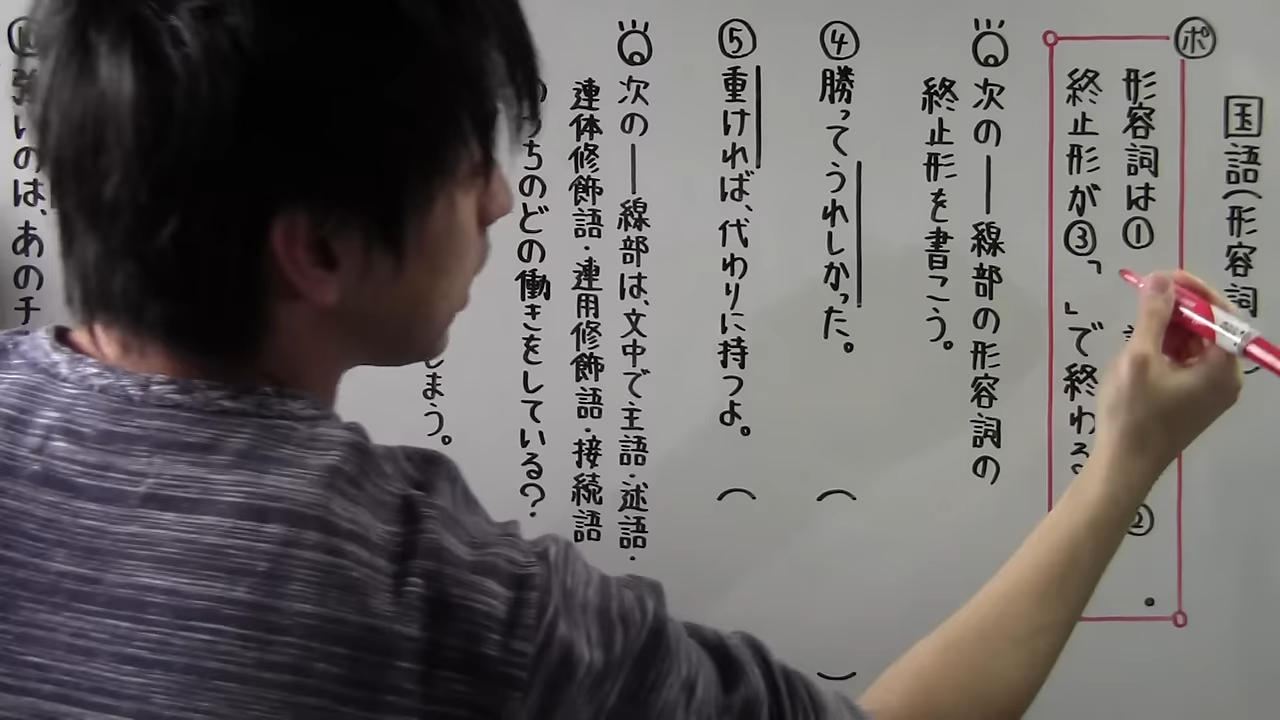 国語(形容詞)
ポ
形容詞は①
②
終止形が③「 」で終わる
次の―線部の形容詞の
終止形を書こう。
④勝ってうれしかった。( )
⑤重ければ、代わりに持つよ。(
次の―線部は、文中で主語・述語・
連体修飾語・連用修飾語・接続語
ちのどの働きをしている?
しまう。
のは、あのチ